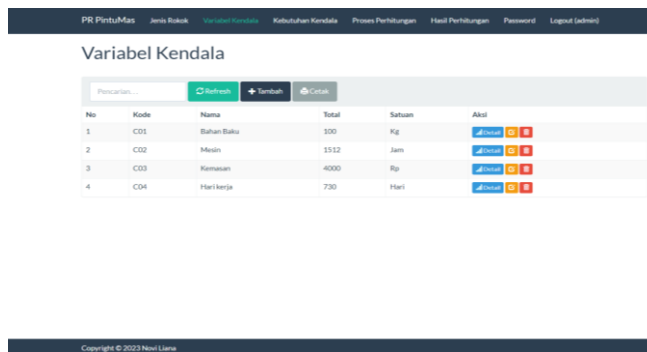 PR PintuMas Jenis Rokok Variabel Kendala Kebutuhan Kendala Proses Perhitungan Hasil Perhitungan Password Logout (admin)
Variabel Kendala
Pencarian... Refresh Tambah Cetak
No Kode Nama Total Satuan Aksi
1 C01 Bahan Baku 100 Kg Detail
2 C02 Mesin 1512 Jam Detail
3 C03 Kemasan 4000 Rp Detail
4 C04 Hari kerja 730 Hari Detail
Copyright © 2023 Novi Liana